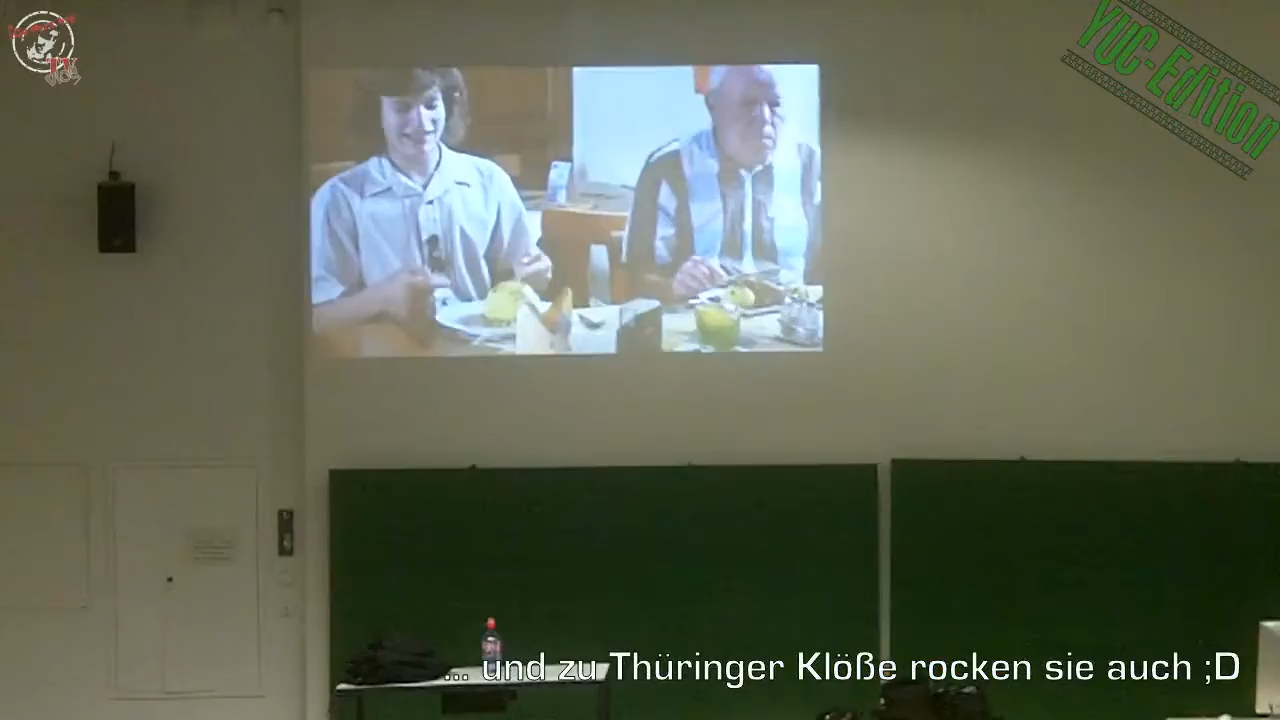 YUC-Edition
... und zu Thüringer Klöße rocken sie auch ;D